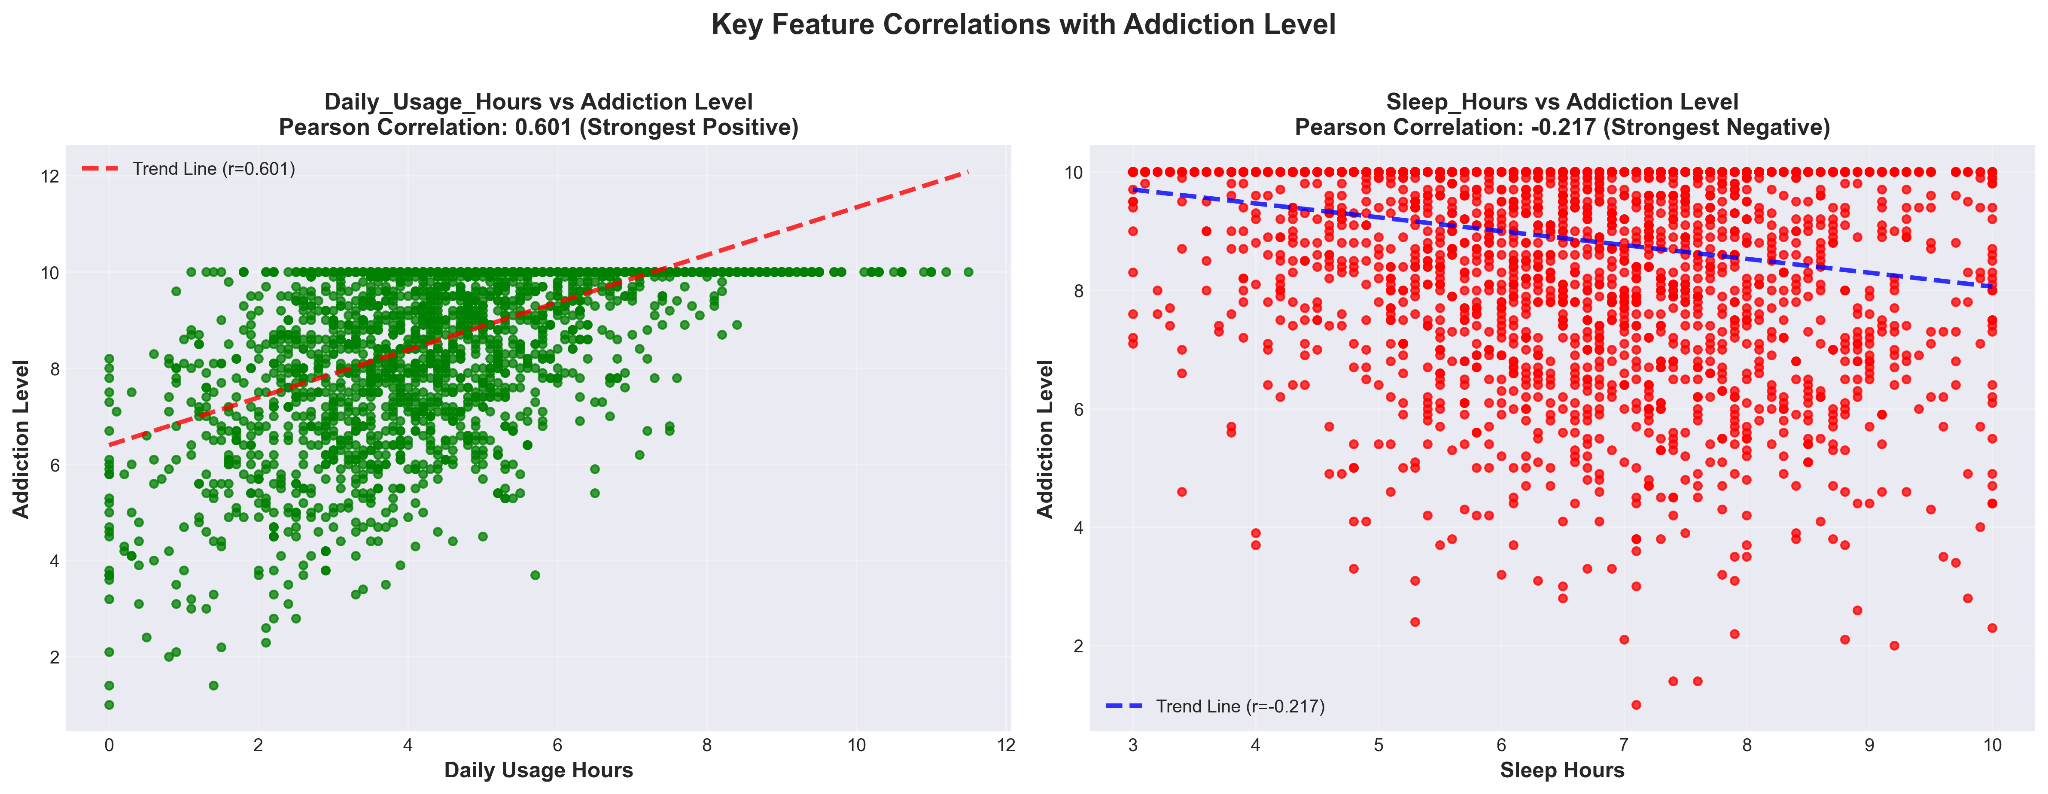 Key Feature Correlations with Addiction Level
Daily_Usage_Hours vs Addiction Level
Pearson Correlation: 0.601 (Strongest Positive)
Trend Line (r=0.601)
Addiction Level
12
10
8
6
4
2
0 2 4 6 8 10 12
Daily Usage Hours
Sleep_Hours vs Addiction Level
Pearson Correlation: -0.217 (Strongest Negative)
Addiction Level
10
8
6
4
2
Trend Line (r=-0.217)
3 4 5 6 7 8 9 10
Sleep Hours